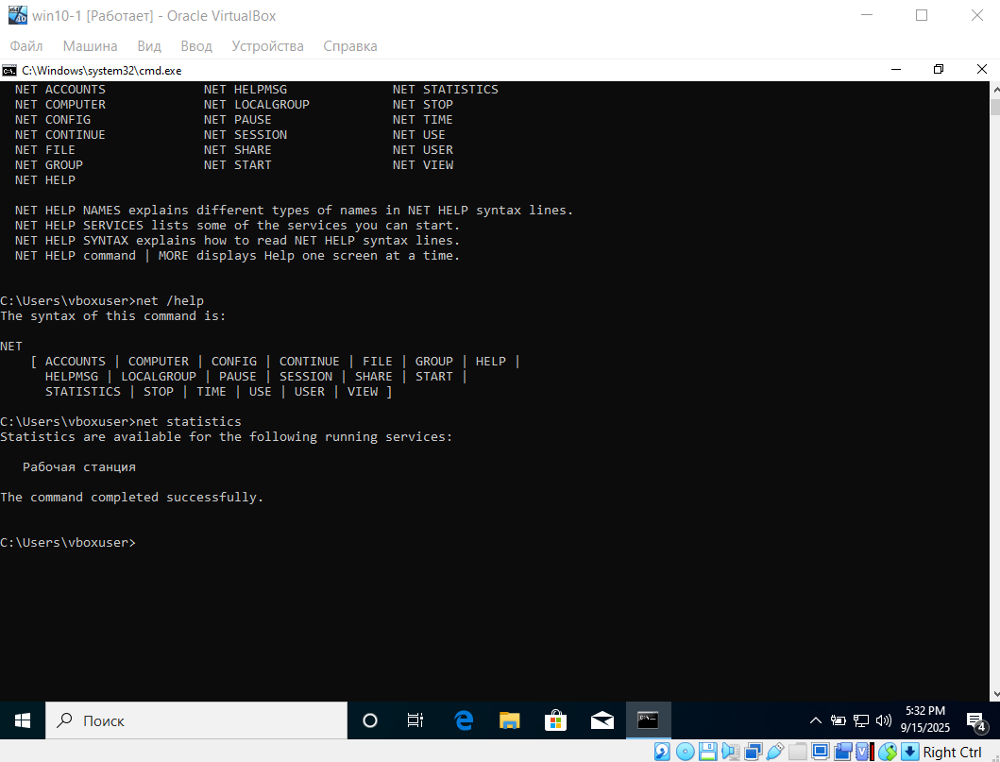 win10-1 [Работает] - Oracle VirtualBox
Файл Машина Вид Ввод Устройства Справка
C:\Windows\system32\cmd.exe
NET ACCOUNTS NET HELPMSG NET STATISTICS
NET COMPUTER NET LOCALGROUP NET STOP
NET CONFIG NET PAUSE NET TIME
NET CONTINUE NET SESSION NET USE
NET FILE NET SHARE NET USER
NET GROUP NET START NET VIEW
NET HELP
NET HELP NAMES explains different types of names in NET HELP syntax lines.
NET HELP SERVICES lists some of the services you can start.
NET HELP SYNTAX explains how to read NET HELP syntax lines.
NET HELP command | MORE displays Help one screen at a time.
C:\Users\vboxuser>net /help
The syntax of this command is:
NET
[ ACCOUNTS | COMPUTER | CONFIG | CONTINUE | FILE | GROUP | HELP |
HELPMSG | LOCALGROUP | PAUSE | SESSION | SHARE | START |
STATISTICS | STOP | TIME | USE | USER | VIEW ]
C:\Users\vboxuser>net statistics
Statistics are available for the following running services:
Рабочая станция
The command completed successfully.
C:\Users\vboxuser>
Поиск
5:32 PM
9/15/2025
4
Right Ctrl